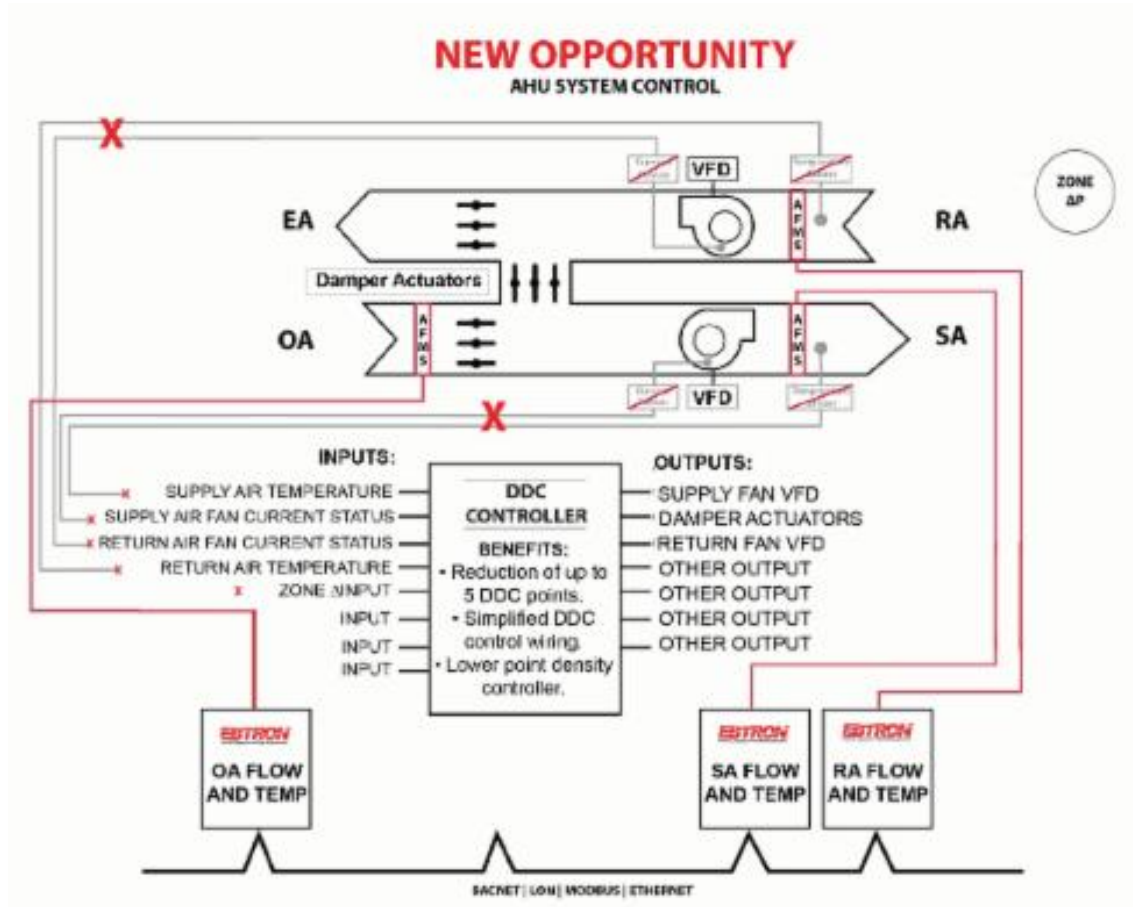 NEW OPPORTUNITY
AHU SYSTEM CONTROL
X
VFD
ZONE
ΔP
EA
A
F
M
S
RA
Damper Actuators
OA
A
F
M
S
A
F
M
S
SA
VFD
X
INPUTS:
x SUPPLY AIR TEMPERATURE
x SUPPLY AIR FAN CURRENT STATUS
x RETURN AIR FAN CURRENT STATUS
x RETURN AIR TEMPERATURE
x ZONE ΔINPUT
INPUT
INPUT
INPUT
DDC
CONTROLLER
BENEFITS:
• Reduction of up to
5 DDC points.
• Simplified DDC
control wiring.
• Lower point density
controller.
OUTPUTS:
SUPPLY FAN VFD
DAMPER ACTUATORS
RETURN FAN VFD
OTHER OUTPUT
OTHER OUTPUT
OTHER OUTPUT
OTHER OUTPUT
EBTRON
OA FLOW
AND TEMP
EBTRON
SA FLOW
AND TEMP
EBTRON
RA FLOW
AND TEMP
BACNET | LON | MODBUS | ETHERNET